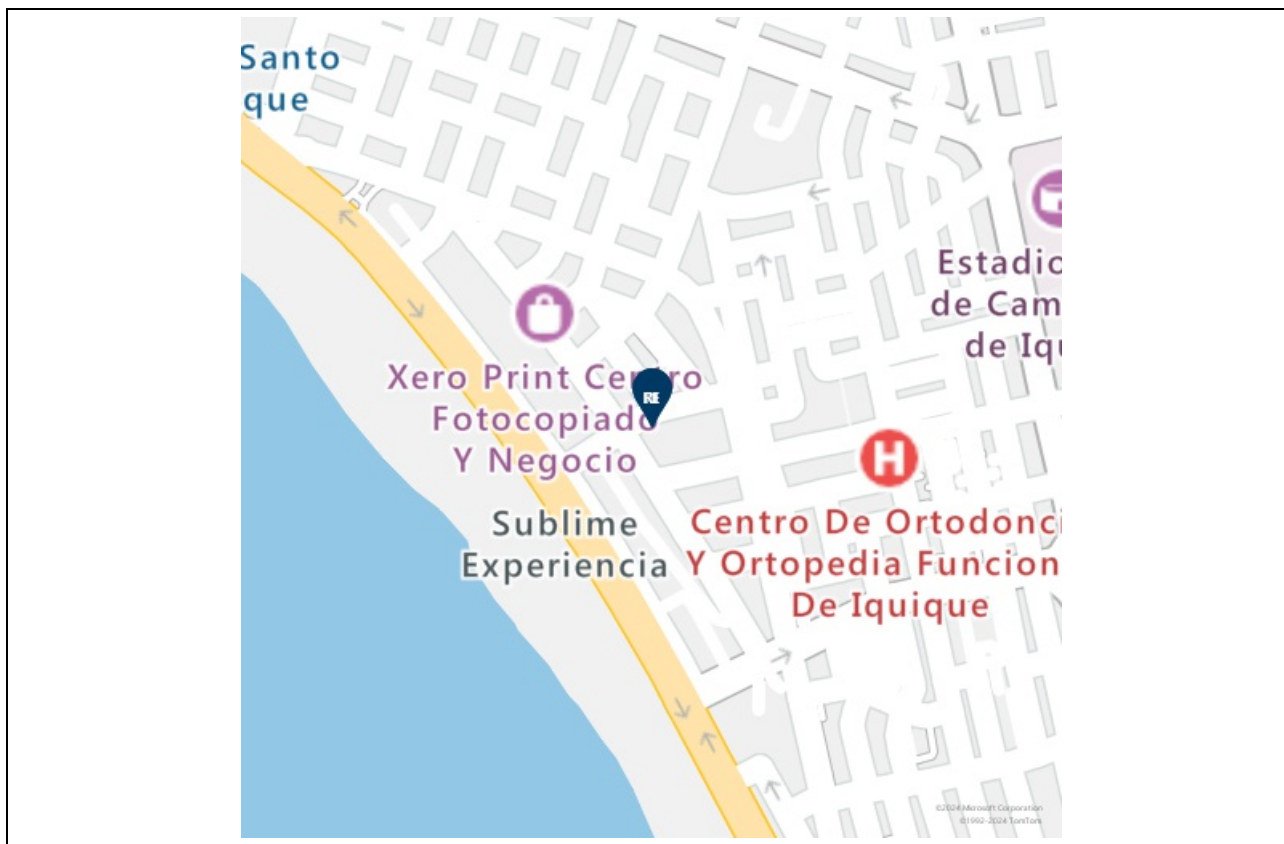 Santo
que
Estadio
de Cam
de Iqu
Xero Print Centro
Fotocopiado
Y Negocio
RE
H
Sublime
Experiencia
Centro De Ortodonci
Y Ortopedia Funcion
De Iquique
©2024 Microsoft Corporation
©1992-2024 TomTom